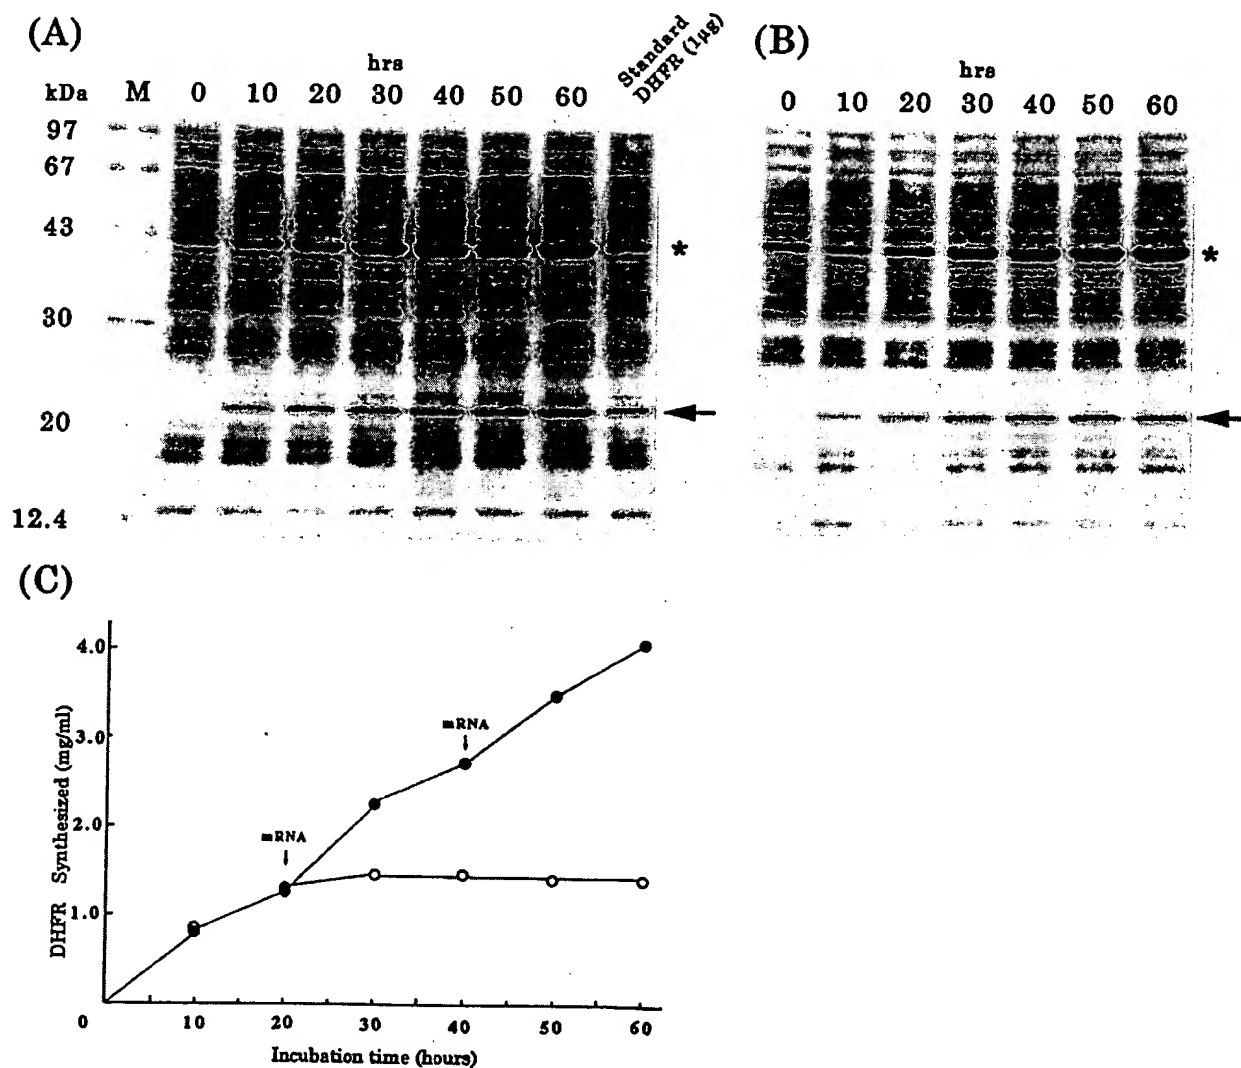 (A)
hrs
Standard
DHFR (1μg)
kDa M 0 10 20 30 40 50 60
97
67
43
*
30
20
12.4
(B)
hrs
0 10 20 30 40 50 60
*
(C)
DHFR Synthesized (mg/ml)
4.0
3.0
2.0
1.0
mRNA
mRNA
0 10 20 30 40 50 60
Incubation time (hours)